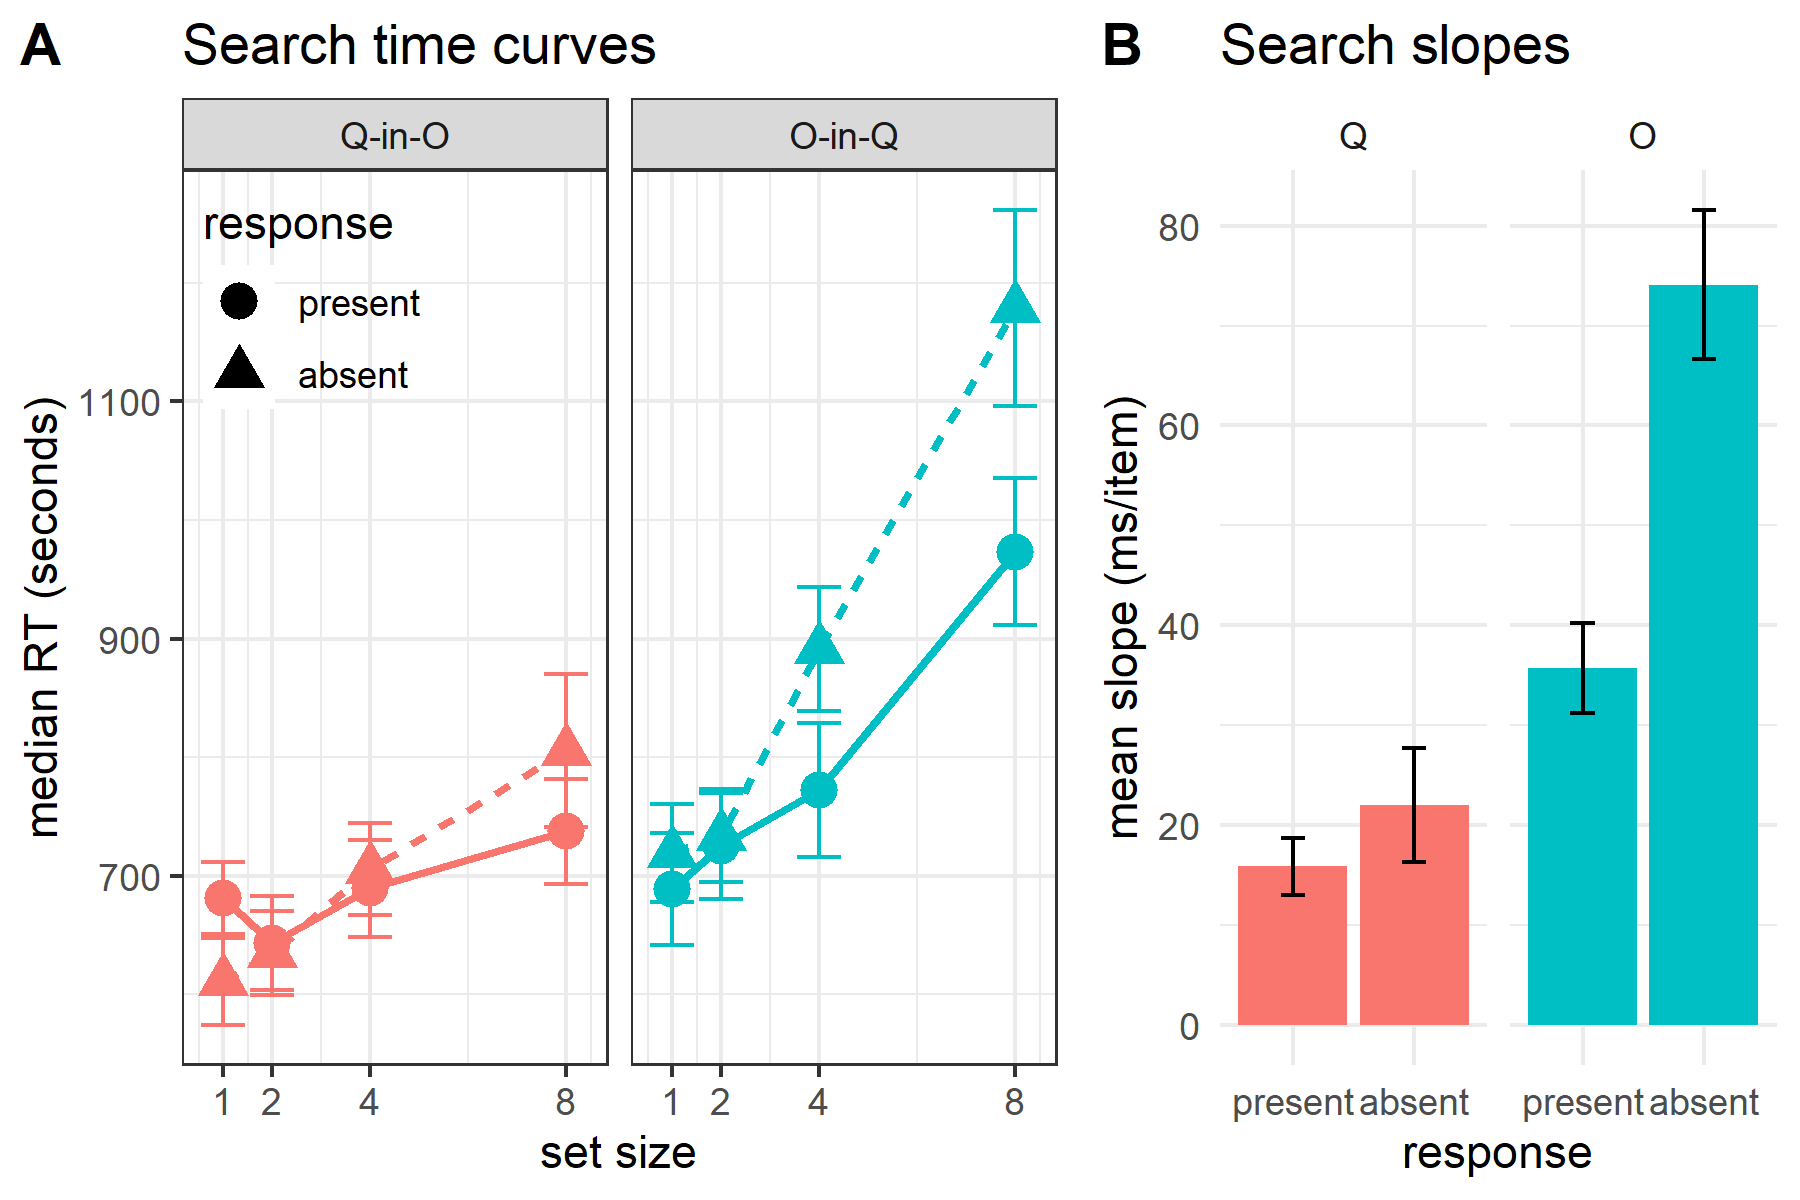 A Search time curves
Q-in-O O-in-Q
response
present
absent
median RT (seconds)
1100
900
700
1 2 4 8 1 2 4 8
set size
B Search slopes
Q O
mean slope (ms/item)
80
60
40
20
0
present absent present absent
response